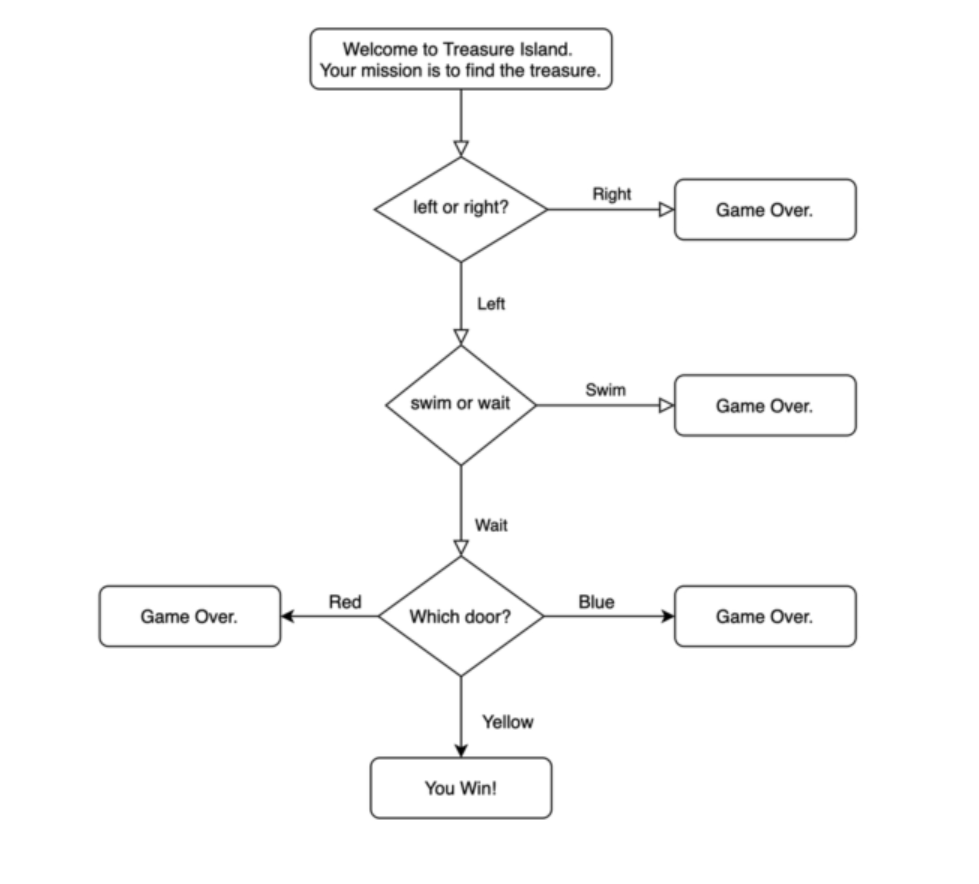 Welcome to Treasure Island.
Your mission is to find the treasure.
left or right?
Right
Game Over.
Left
swim or wait
Swim
Game Over.
Wait
Game Over.
Red
Which door?
Blue
Game Over.
Yellow
You Win!